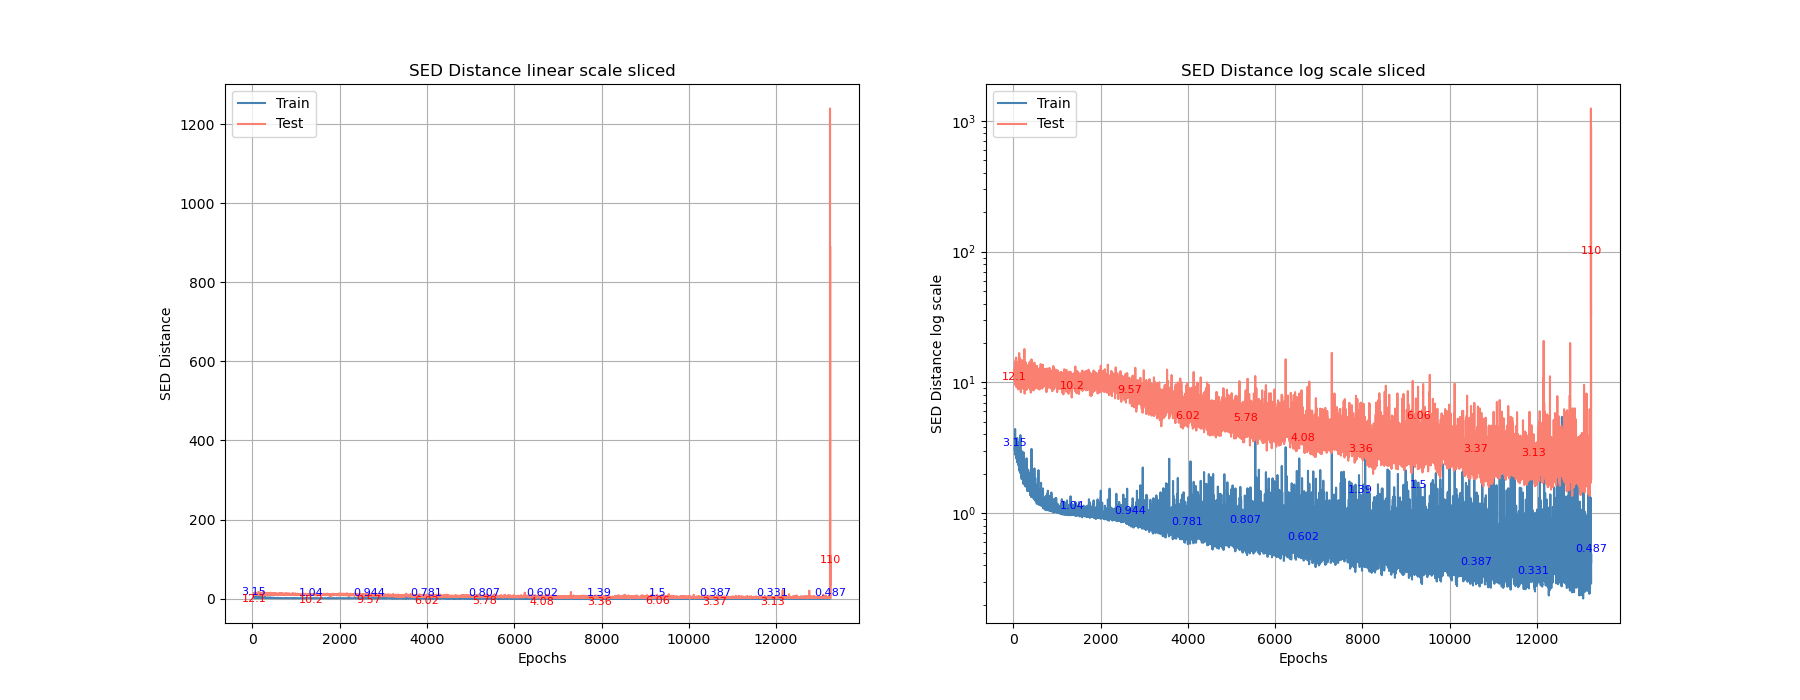 SED Distance linear scale sliced
Train
Test
SED Distance
1200
1000
800
600
400
200
0
3.15 1.04 0.944 0.781 0.807 0.602 1.39 1.5 0.387 0.331 0.487
12.1 10.2 9.57 6.02 5.78 4.08 3.36 6.06 3.37 3.13 110
0 2000 4000 6000 8000 10000 12000
Epochs
SED Distance log scale sliced
Train
Test
SED Distance log scale
10³
10²
10¹
10⁰
12.1 10.2 9.57 6.02 5.78 4.08 3.36 6.06 3.37 3.13 110
3.15 1.04 0.944 0.781 0.807 0.602 1.39 1.5 0.387 0.331 0.487
0 2000 4000 6000 8000 10000 12000
Epochs